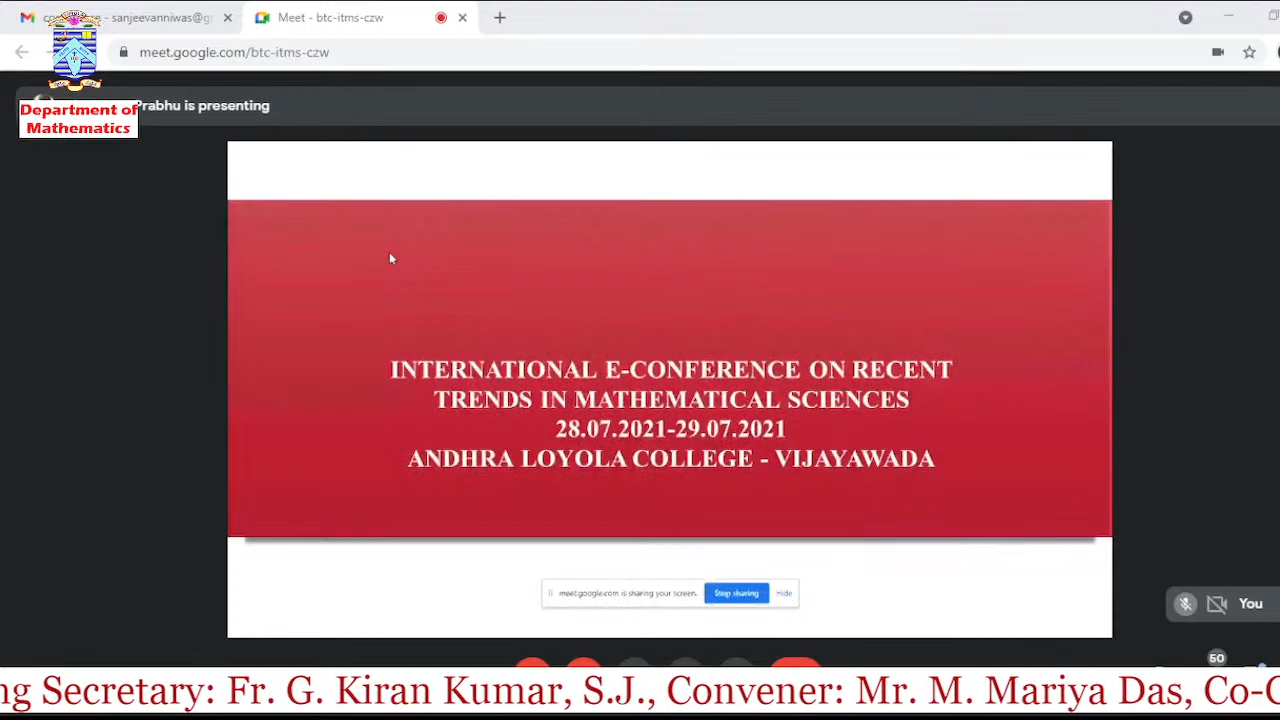 sanjeevanniwas@g
Meet - btc-itms-czw
meet.google.com/btc-itms-czw
Department of
Mathematics
Prabhu is presenting
INTERNATIONAL E-CONFERENCE ON RECENT
TRENDS IN MATHEMATICAL SCIENCES
28.07.2021-29.07.2021
ANDHRA LOYOLA COLLEGE - VIJAYAWADA
meet.google.com is sharing your screen.
Stop sharing
Hide
You
50
ng Secretary: Fr. G. Kiran Kumar, S.J., Convener: Mr. M. Mariya Das, Co-C